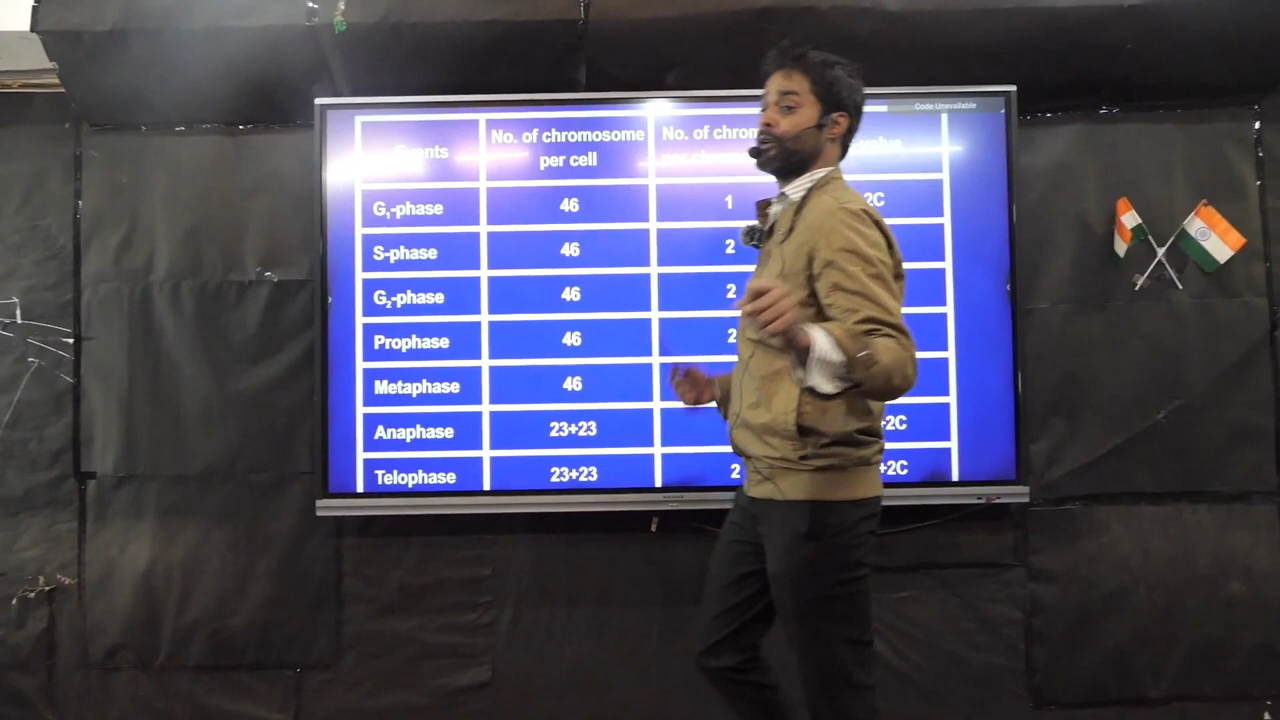 Code Unavailable
Events No. of chromosome per cell No. of
G₁-phase 46 1 2C
S-phase 46 2
G₂-phase 46 2
Prophase 46 2
Metaphase 46
Anaphase 23+23 +2C
Telophase 23+23 2 +2C